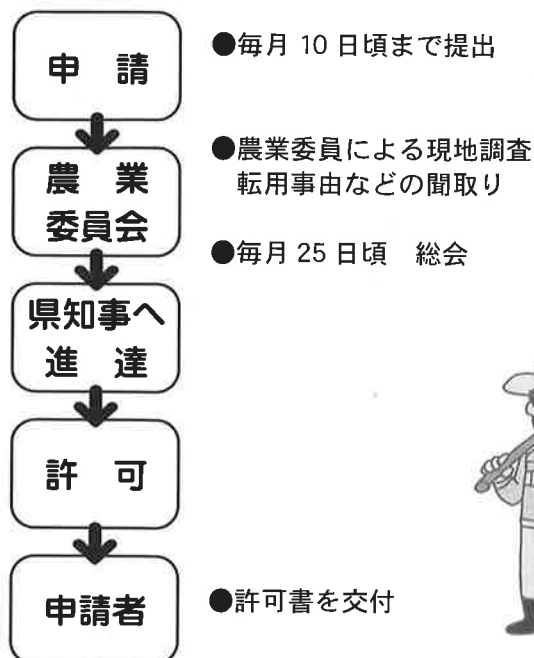 申　請
●毎月 10 日頃まで提出
農　業
委員会
●農業委員による現地調査
転用事由などの聞取り
●毎月 25 日頃　総会
県知事へ
進　達
許　可
申請者
●許可書を交付